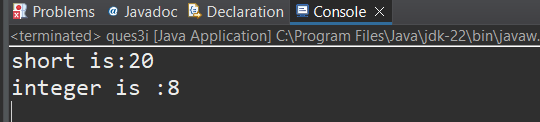 Problems Javadoc Declaration Console
<terminated> ques3i [Java Application] C:\Program Files\Java\jdk-22\bin\javaw.
short is:20
integer is :8